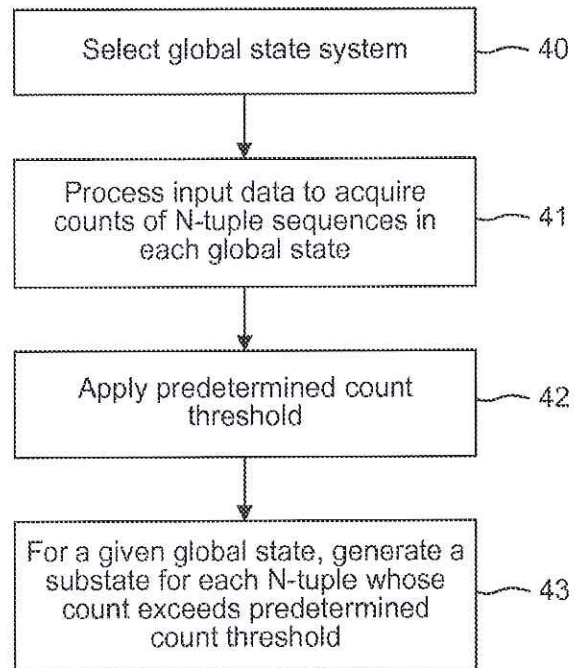 Select global state system
40
Process input data to acquire
counts of N-tuple sequences in
each global state
41
Apply predetermined count
threshold
42
For a given global state, generate a
substate for each N-tuple whose
count exceeds predetermined
count threshold
43